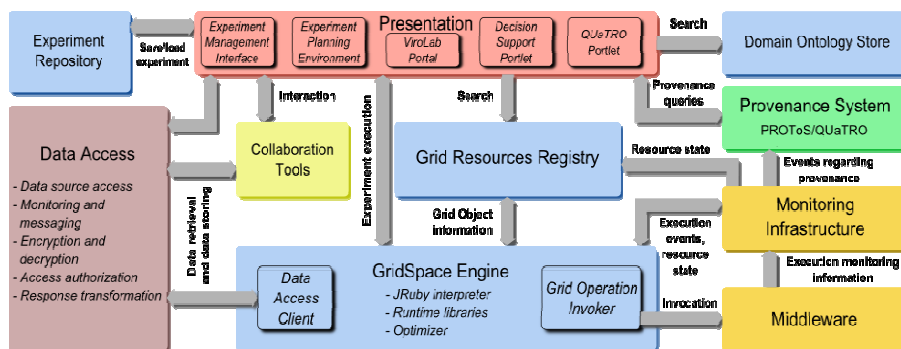 Experiment
Repository
Save/load
experiment
Presentation
Experiment
Management
Interface
Experiment
Planning
Environment
ViroLab
Portal
Decision
Support
Portlet
QUaTRO
Portlet
Search
Domain Ontology Store
Interaction
Search
Provenance
queries
Provenance System
PROToS/QUaTRO
Data Access
- Data source access
- Monitoring and
messaging
- Encryption and
decryption
- Access authorization
- Response transformation
Collaboration
Tools
Experiment execution
Grid Resources Registry
Resource state
Events regarding
provenance
Data retrieval
and data storing
Grid Object
information
Execution
events,
resource
state
Monitoring
Infrastructure
Execution monitoring
information
GridSpace Engine
- JRuby interpreter
- Runtime libraries
- Optimizer
Data
Access
Client
Grid Operation
Invoker
Invocation
Middleware